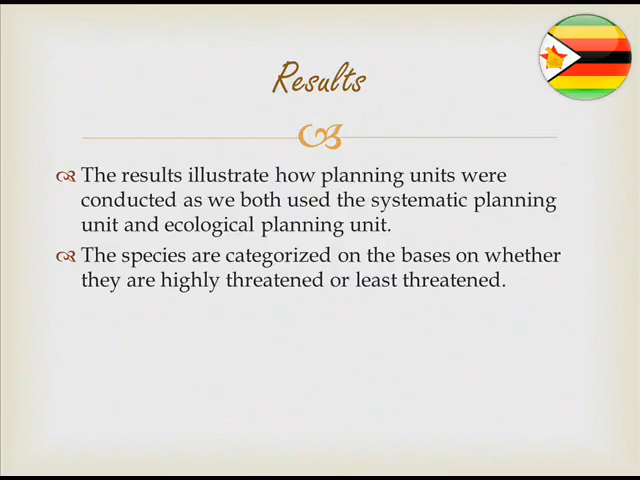 Results
The results illustrate how planning units were
conducted as we both used the systematic planning
unit and ecological planning unit.
The species are categorized on the bases on whether
they are highly threatened or least threatened.